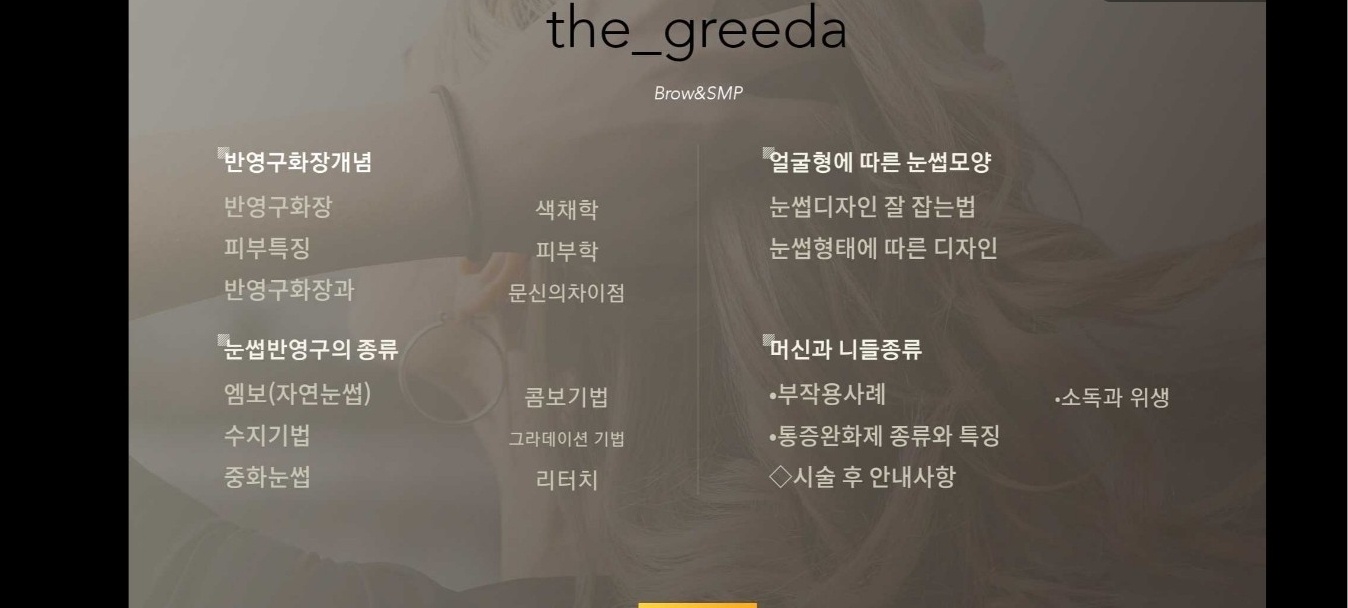 the_greeda
Brow&SMP
반영구화장개념
반영구화장
색채학
피부특징
피부학
반영구화장과
문신의차이점
눈썹반영구의 종류
엠보(자연눈썹)
콤보기법
수지기법
그라데이션 기법
중화눈썹
리터치
얼굴형에 따른 눈썹모양
눈썹디자인 잘 잡는법
눈썹형태에 따른 디자인
머신과 니들종류
•부작용사례
•소독과 위생
•통증완화제 종류와 특징
◇시술 후 안내사항